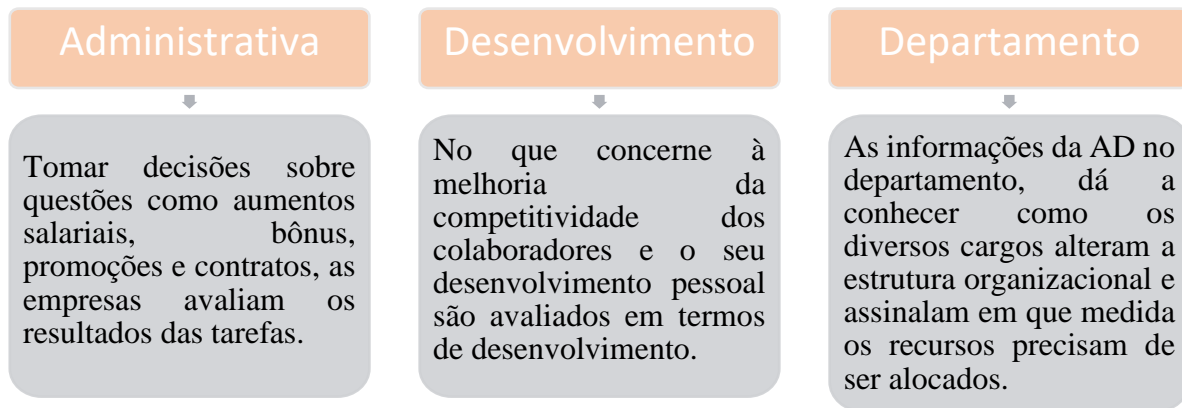 Administrativa
Tomar decisões sobre
questões como aumentos
salariais, bônus,
promoções e contratos, as
empresas avaliam os
resultados das tarefas.
Desenvolvimento
No que concerne à
melhoria da
competitividade dos
colaboradores e o seu
desenvolvimento pessoal
são avaliados em termos
de desenvolvimento.
Departamento
As informações da AD no
departamento, dá a
conhecer como os
diversos cargos alteram a
estrutura organizacional e
assinalam em que medida
os recursos precisam de
ser alocados.